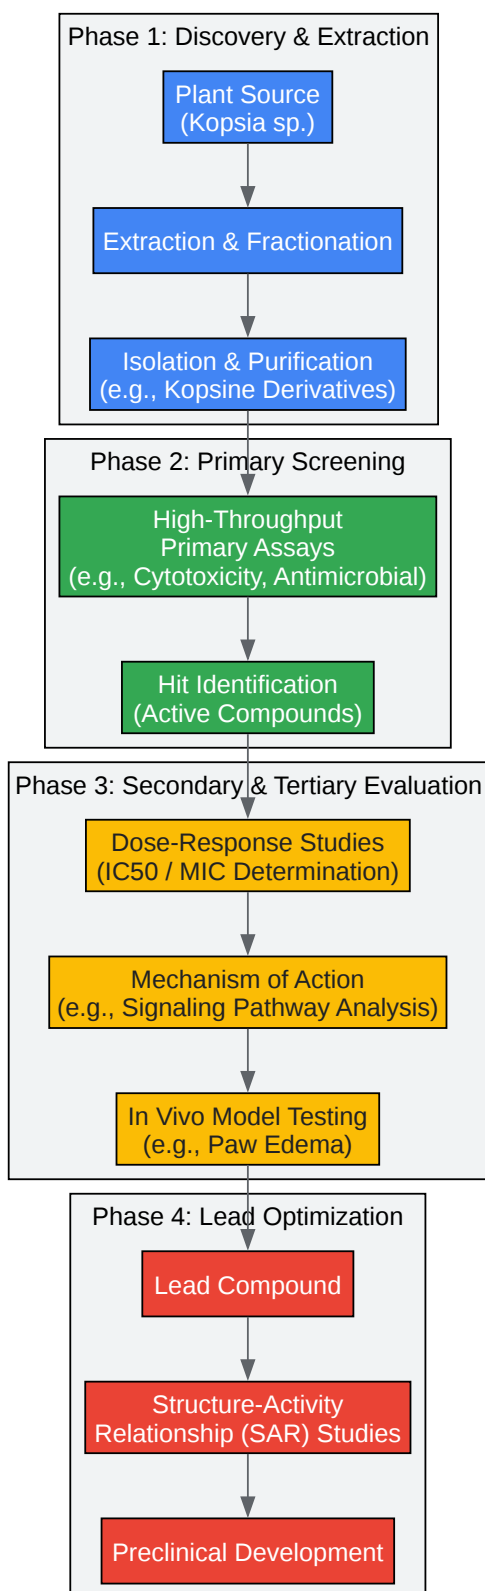 Phase 1: Discovery & Extraction
Plant Source
(Kopsia sp.)
Extraction & Fractionation
Isolation & Purification
(e.g., Kopsine Derivatives)
Phase 2: Primary Screening
High-Throughput
Primary Assays
(e.g., Cytotoxicity, Antimicrobial)
Hit Identification
(Active Compounds)
Phase 3: Secondary & Tertiary Evaluation
Dose-Response Studies
(IC50 / MIC Determination)
Mechanism of Action
(e.g., Signaling Pathway Analysis)
In Vivo Model Testing
(e.g., Paw Edema)
Phase 4: Lead Optimization
Lead Compound
Structure-Activity
Relationship (SAR) Studies
Preclinical Development